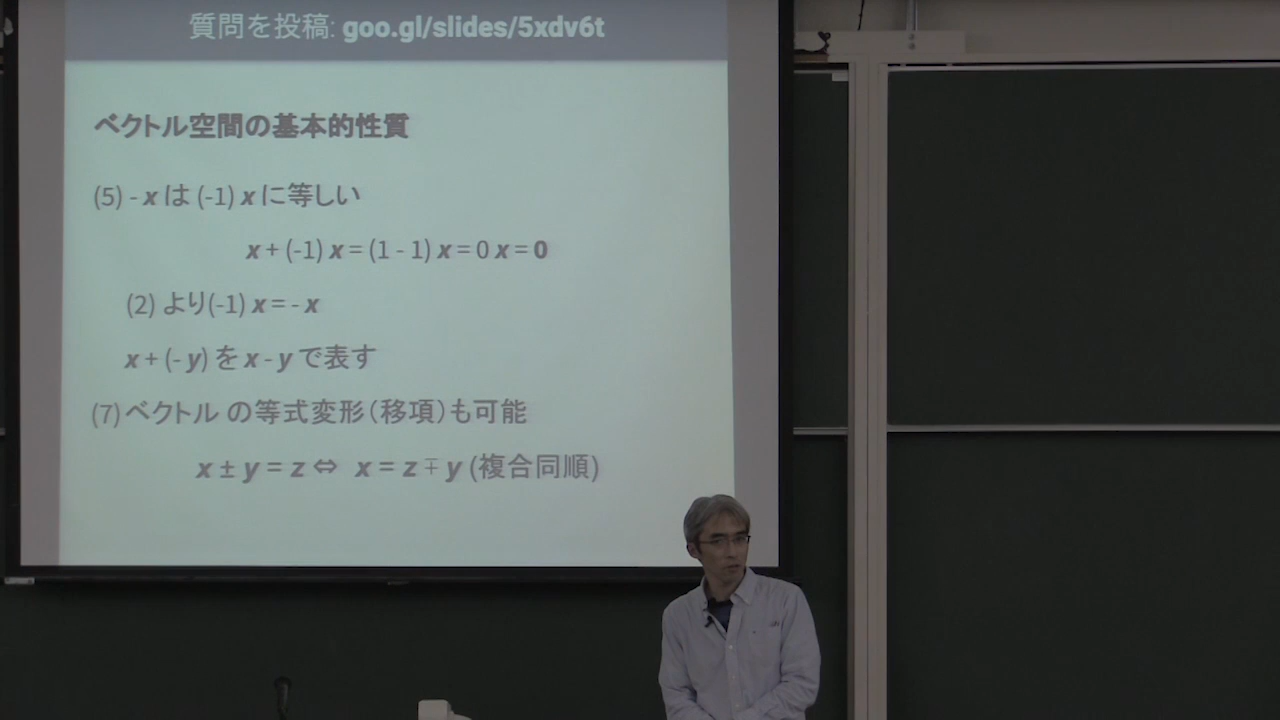 質問を投稿: goo.gl/slides/5xdv6t
ベクトル空間の基本的性質
(5) - x は (-1) x に等しい
x + (-1) x = (1 - 1) x = 0 x = 0
(2) より(-1) x = - x
x + (- y) を x - y で表す
(7) ベクトル の等式変形（移項）も可能
x ± y = z ⇔ x = z ∓ y (複合同順)